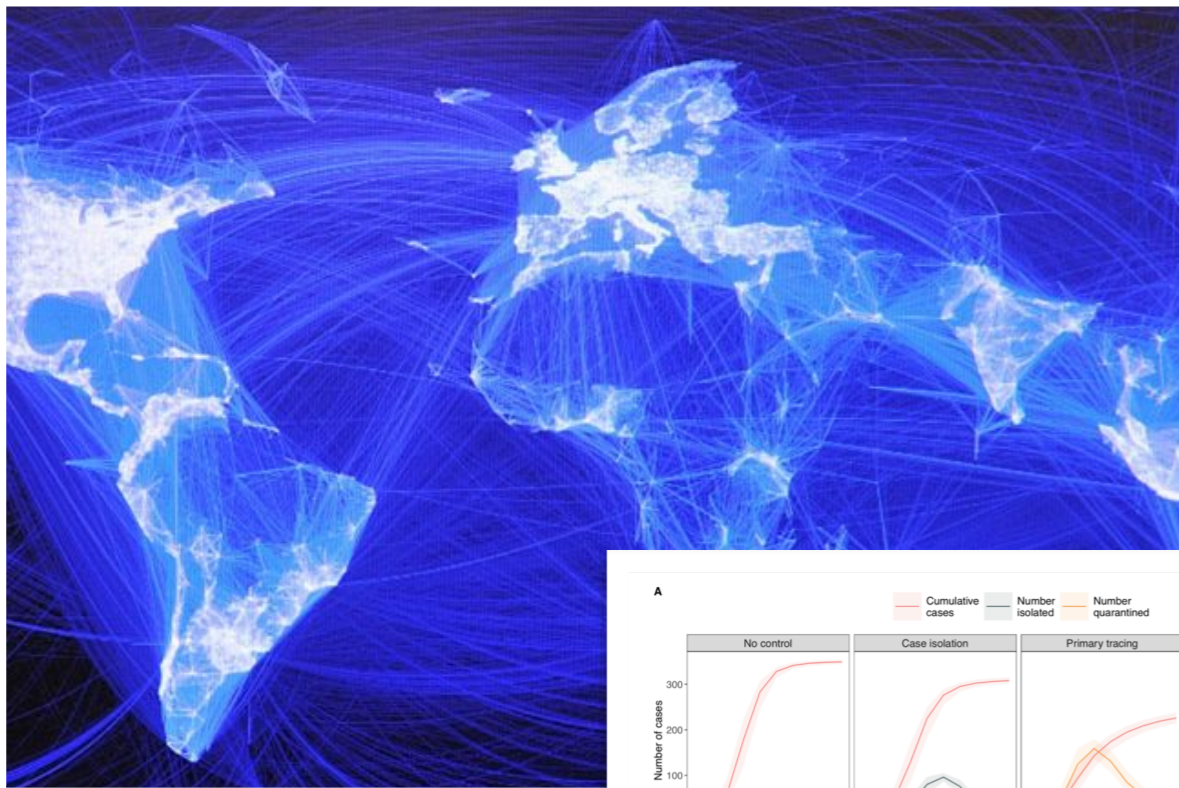 A
Cumulative cases Number isolated Number quarantined
No control Case isolation Primary tracing
Number of cases
300
200
100